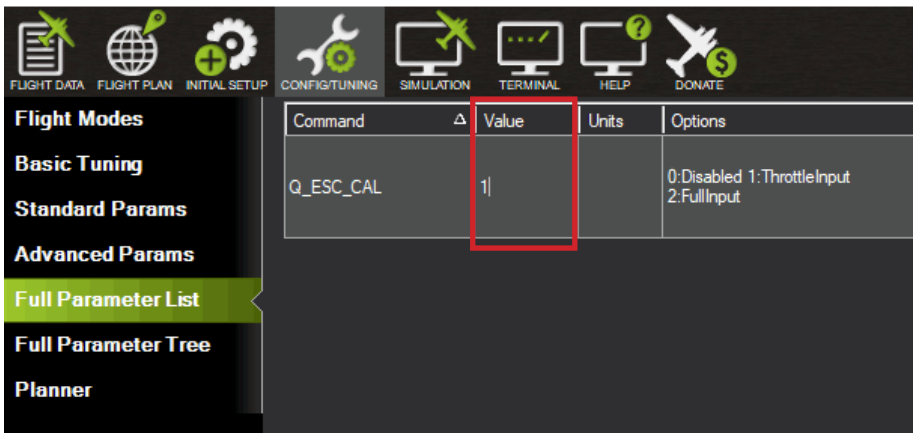 FLIGHT DATA FLIGHT PLAN INITIAL SETUP CONFIG/TUNING SIMULATION TERMINAL HELP DONATE
Flight Modes
Basic Tuning
Standard Params
Advanced Params
Full Parameter List
Full Parameter Tree
Planner
Command Value Units Options
Q_ESC_CAL 1 0:Disabled 1:ThrottleInput
2:FullInput